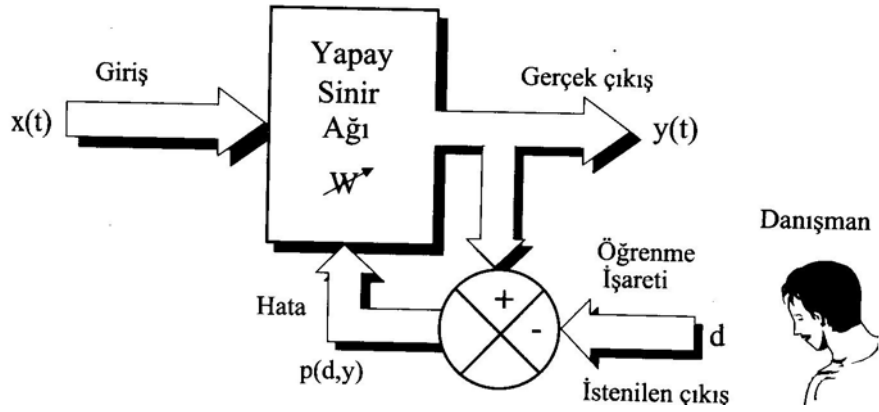 Yapay
Sinir
Ağı
W
Giriş
x(t)
Gerçek çıkış
y(t)
Danışman
Öğrenme
İşareti
+
-
d
Hata
p(d,y)
İstenilen çıkış